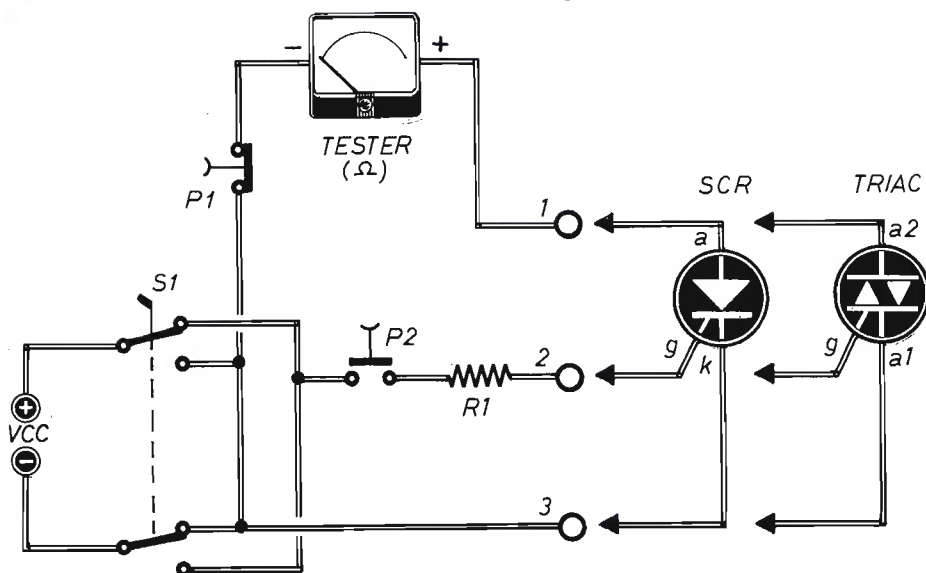 - +
TESTER
(Ω)
P1
SCR
TRIAC
1
a
a2
S1
P2
2
g
k
g
a1
R1
+
VCC
-
3